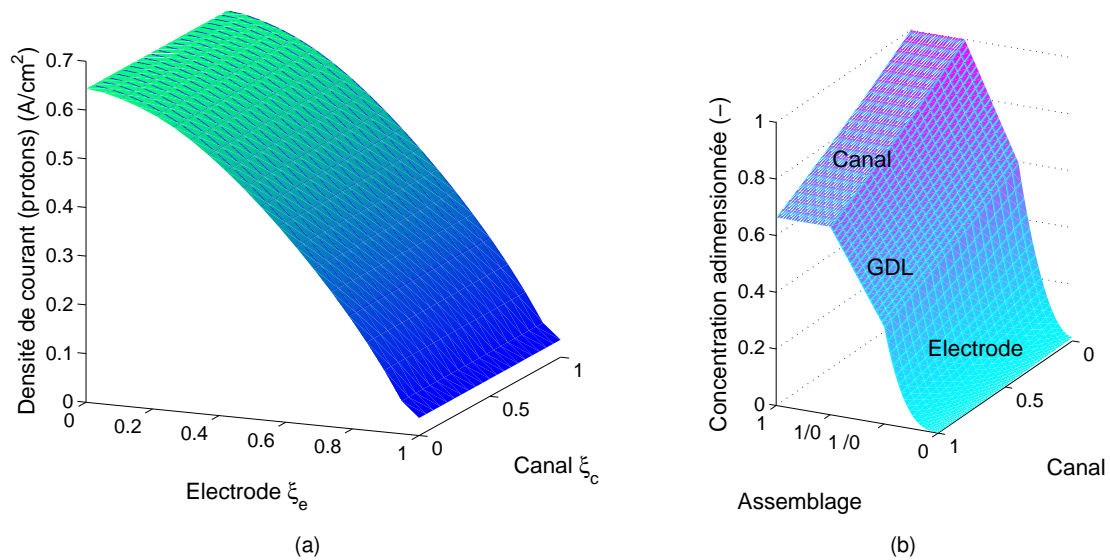 0.7
0.6
0.5
0.4
0.3
0.2
0.1
0
Densité de courant (protons) (A/cm²)
0
0.2
0.4
0.6
0.8
1
Electrode ξe
0
0.5
1
Canal ξc
(a)
1
0.8
0.6
0.4
0.2
0
Concentration adimensionnée (−)
Canal
GDL
Electrode
1
1/0
1 /0
0
Assemblage
0
0.5
1
Canal
(b)